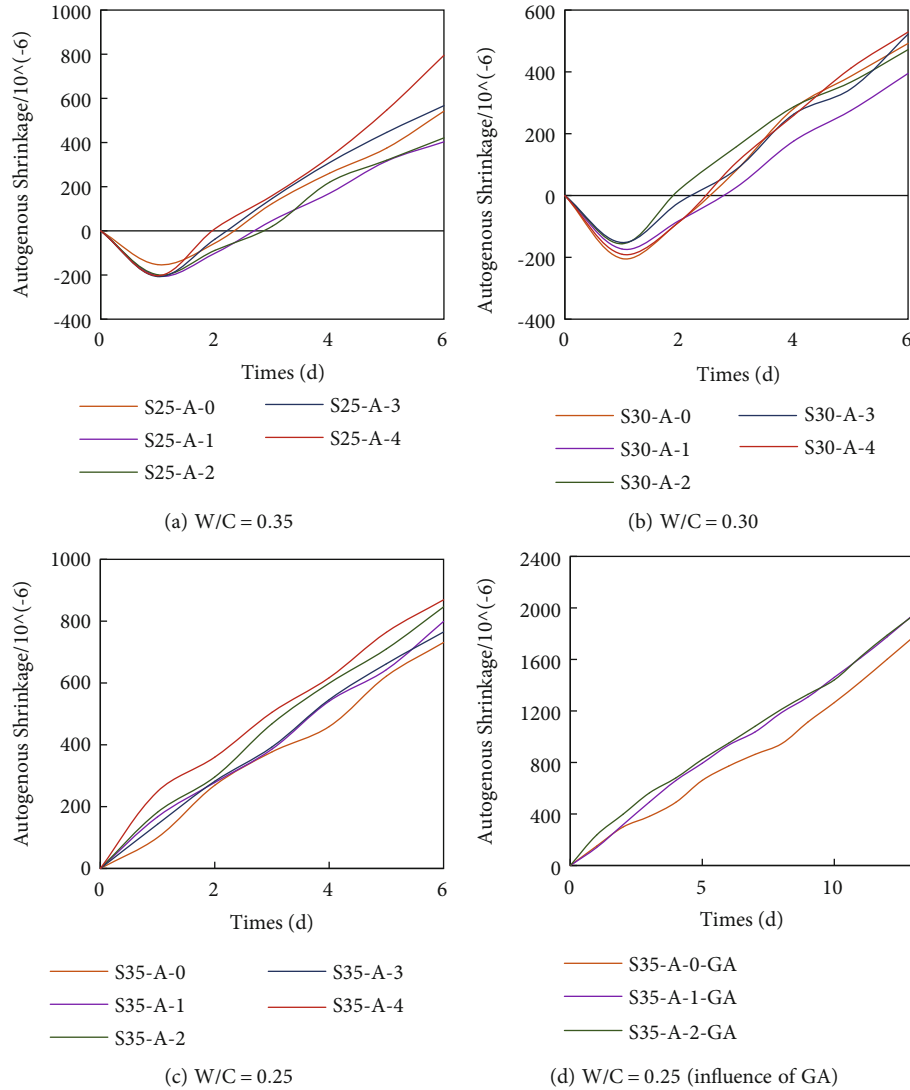 Autogenous Shrinkage/10^(-6)
1000
800
600
400
200
0
-200
-400
0
2
4
6
Times (d)
S25-A-0
S25-A-3
S25-A-1
S25-A-4
S25-A-2
(a) W/C = 0.35
Autogenous Shrinkage/10^(-6)
600
400
200
0
-200
-400
0
2
4
6
Times (d)
S30-A-0
S30-A-3
S30-A-1
S30-A-4
S30-A-2
(b) W/C = 0.30
Autogenous Shrinkage/10^(-6)
1000
800
600
400
200
0
0
2
4
6
Times (d)
S35-A-0
S35-A-3
S35-A-1
S35-A-4
S35-A-2
(c) W/C = 0.25
Autogenous Shrinkage/10^(-6)
2400
2000
1600
1200
800
400
0
0
5
10
Times (d)
S35-A-0-GA
S35-A-1-GA
S35-A-2-GA
(d) W/C = 0.25 (influence of GA)